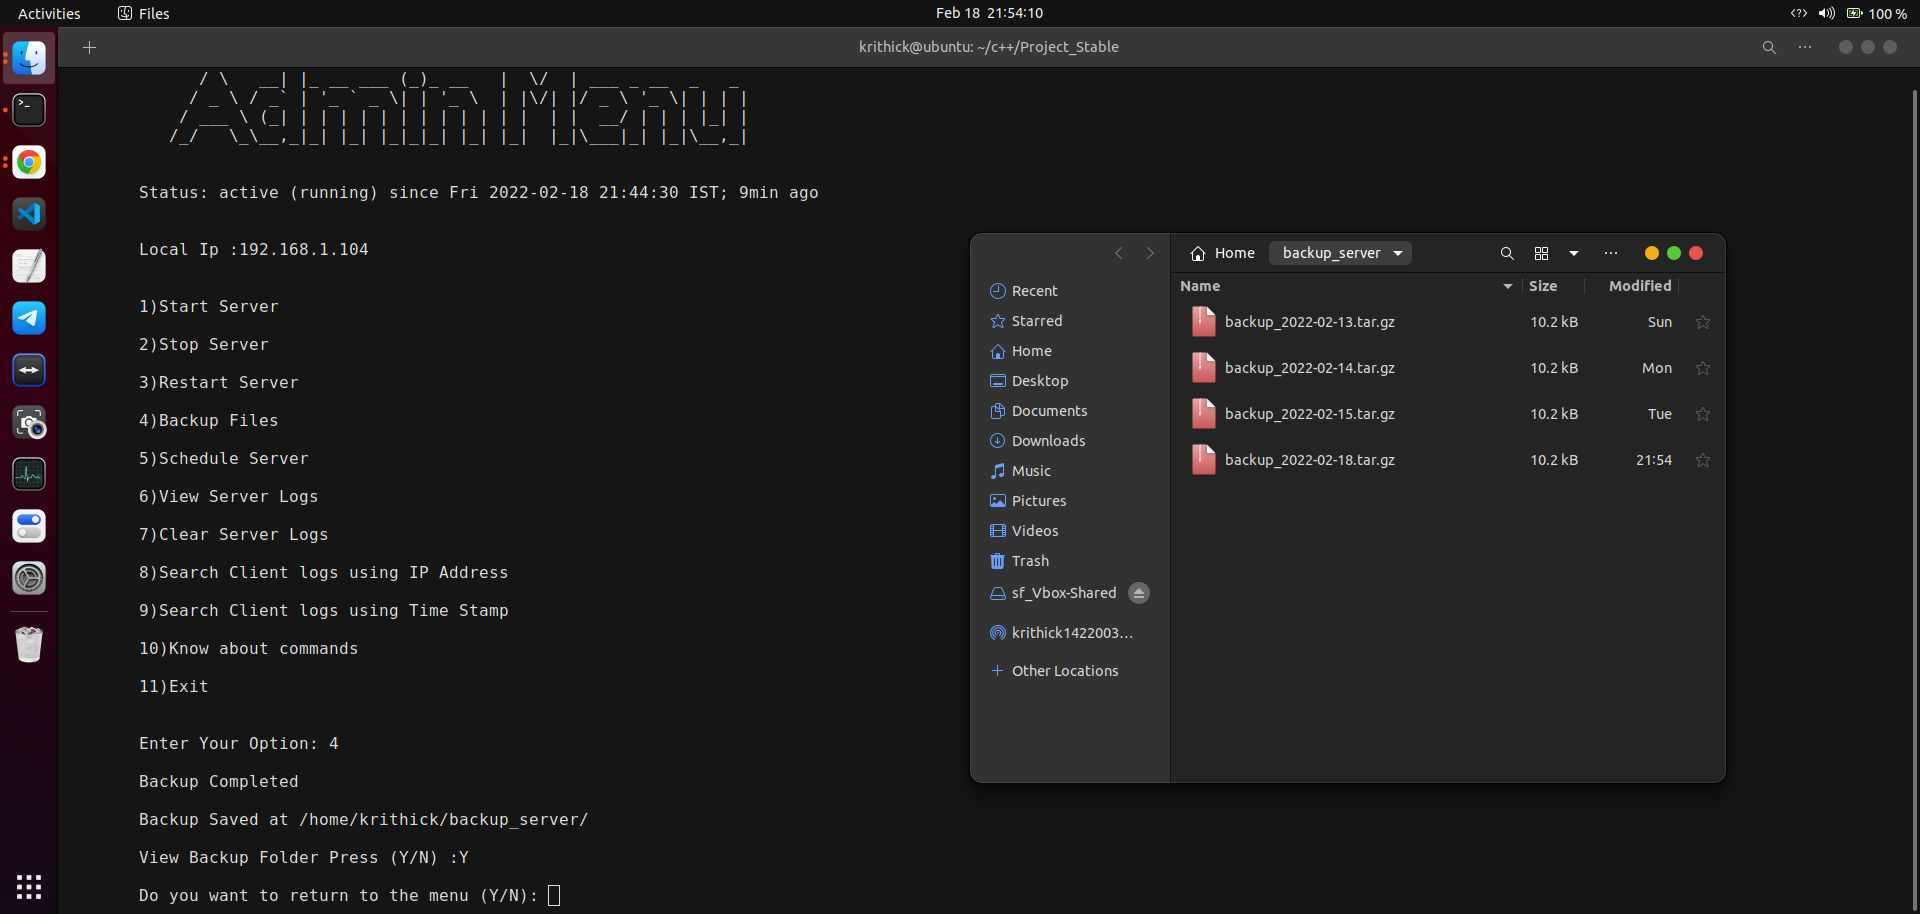 Activities Files Feb 18 21:54:10 100 %
krithick@ubuntu: ~/c++/Project_Stable
Admin Menu
Status: active (running) since Fri 2022-02-18 21:44:30 IST; 9min ago
Local Ip :192.168.1.104
1)Start Server
2)Stop Server
3)Restart Server
4)Backup Files
5)Schedule Server
6)View Server Logs
7)Clear Server Logs
8)Search Client logs using IP Address
9)Search Client logs using Time Stamp
10)Know about commands
11)Exit
Enter Your Option: 4
Backup Completed
Backup Saved at /home/krithick/backup_server/
View Backup Folder Press (Y/N) :Y
Do you want to return to the menu (Y/N):
Home backup_server
Recent
Starred
Home
Desktop
Documents
Downloads
Music
Pictures
Videos
Trash
sf_Vbox-Shared
krithick1422003...
Other Locations
Name Size Modified
backup_2022-02-13.tar.gz 10.2 kB Sun
backup_2022-02-14.tar.gz 10.2 kB Mon
backup_2022-02-15.tar.gz 10.2 kB Tue
backup_2022-02-18.tar.gz 10.2 kB 21:54